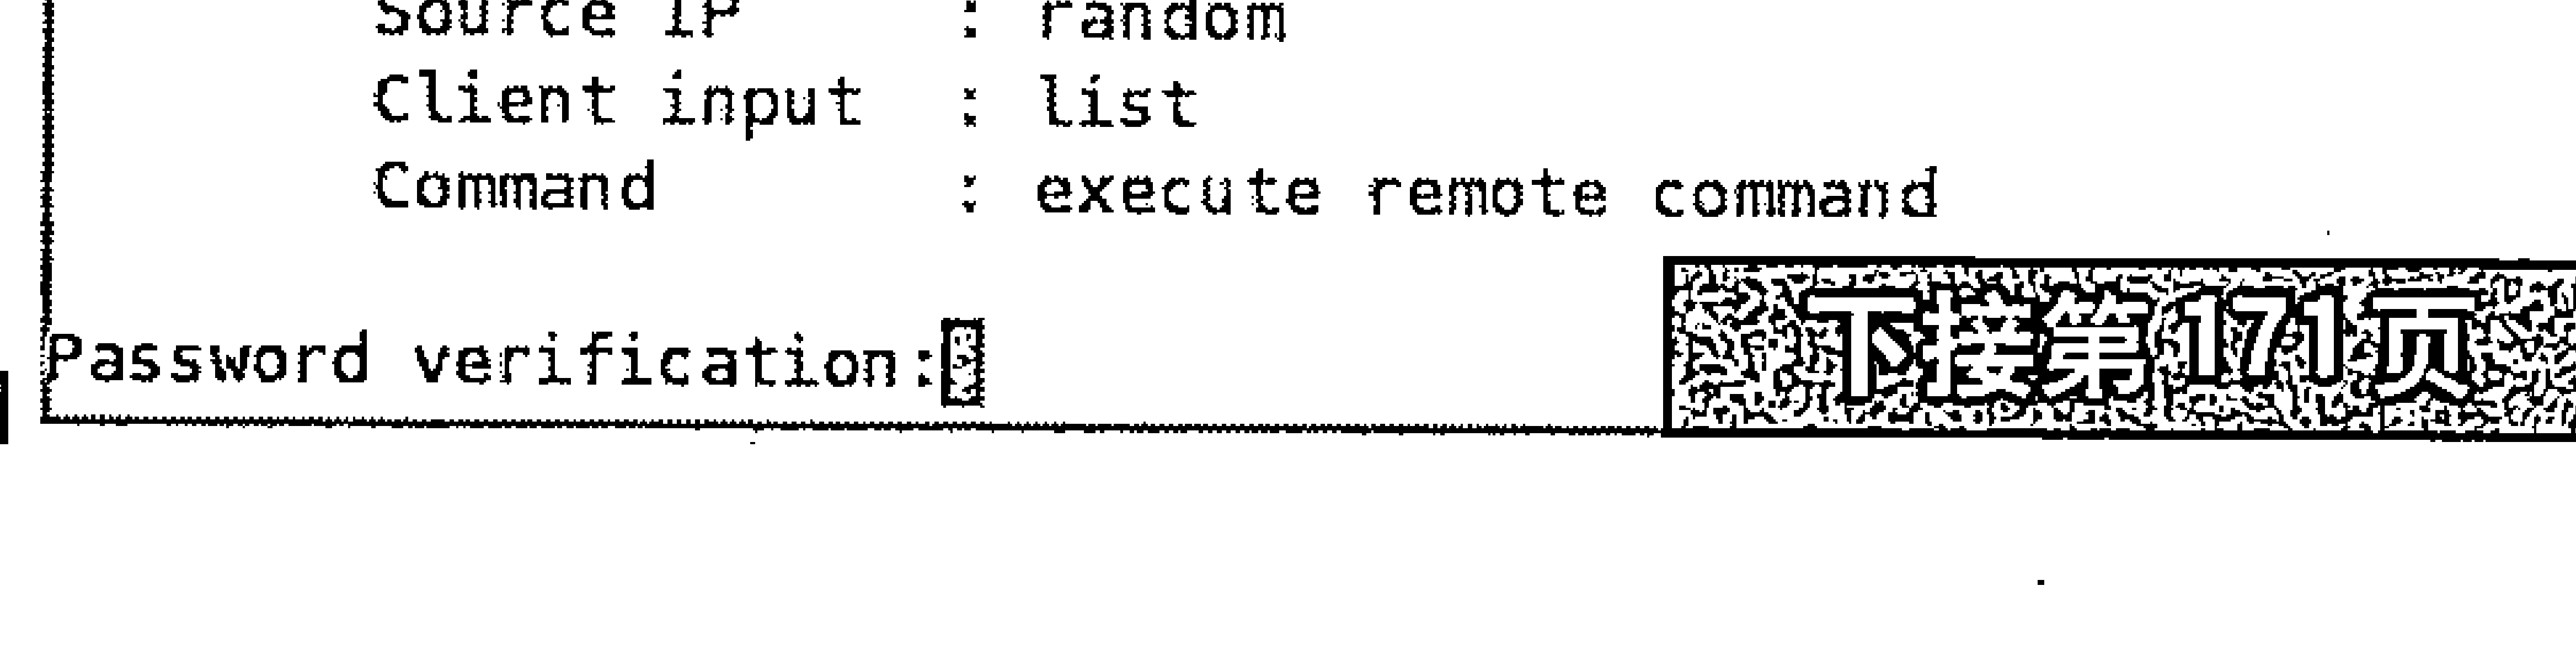 Source IP : random
Client input : list
Command : execute remote command
Password verification:
下接第171页